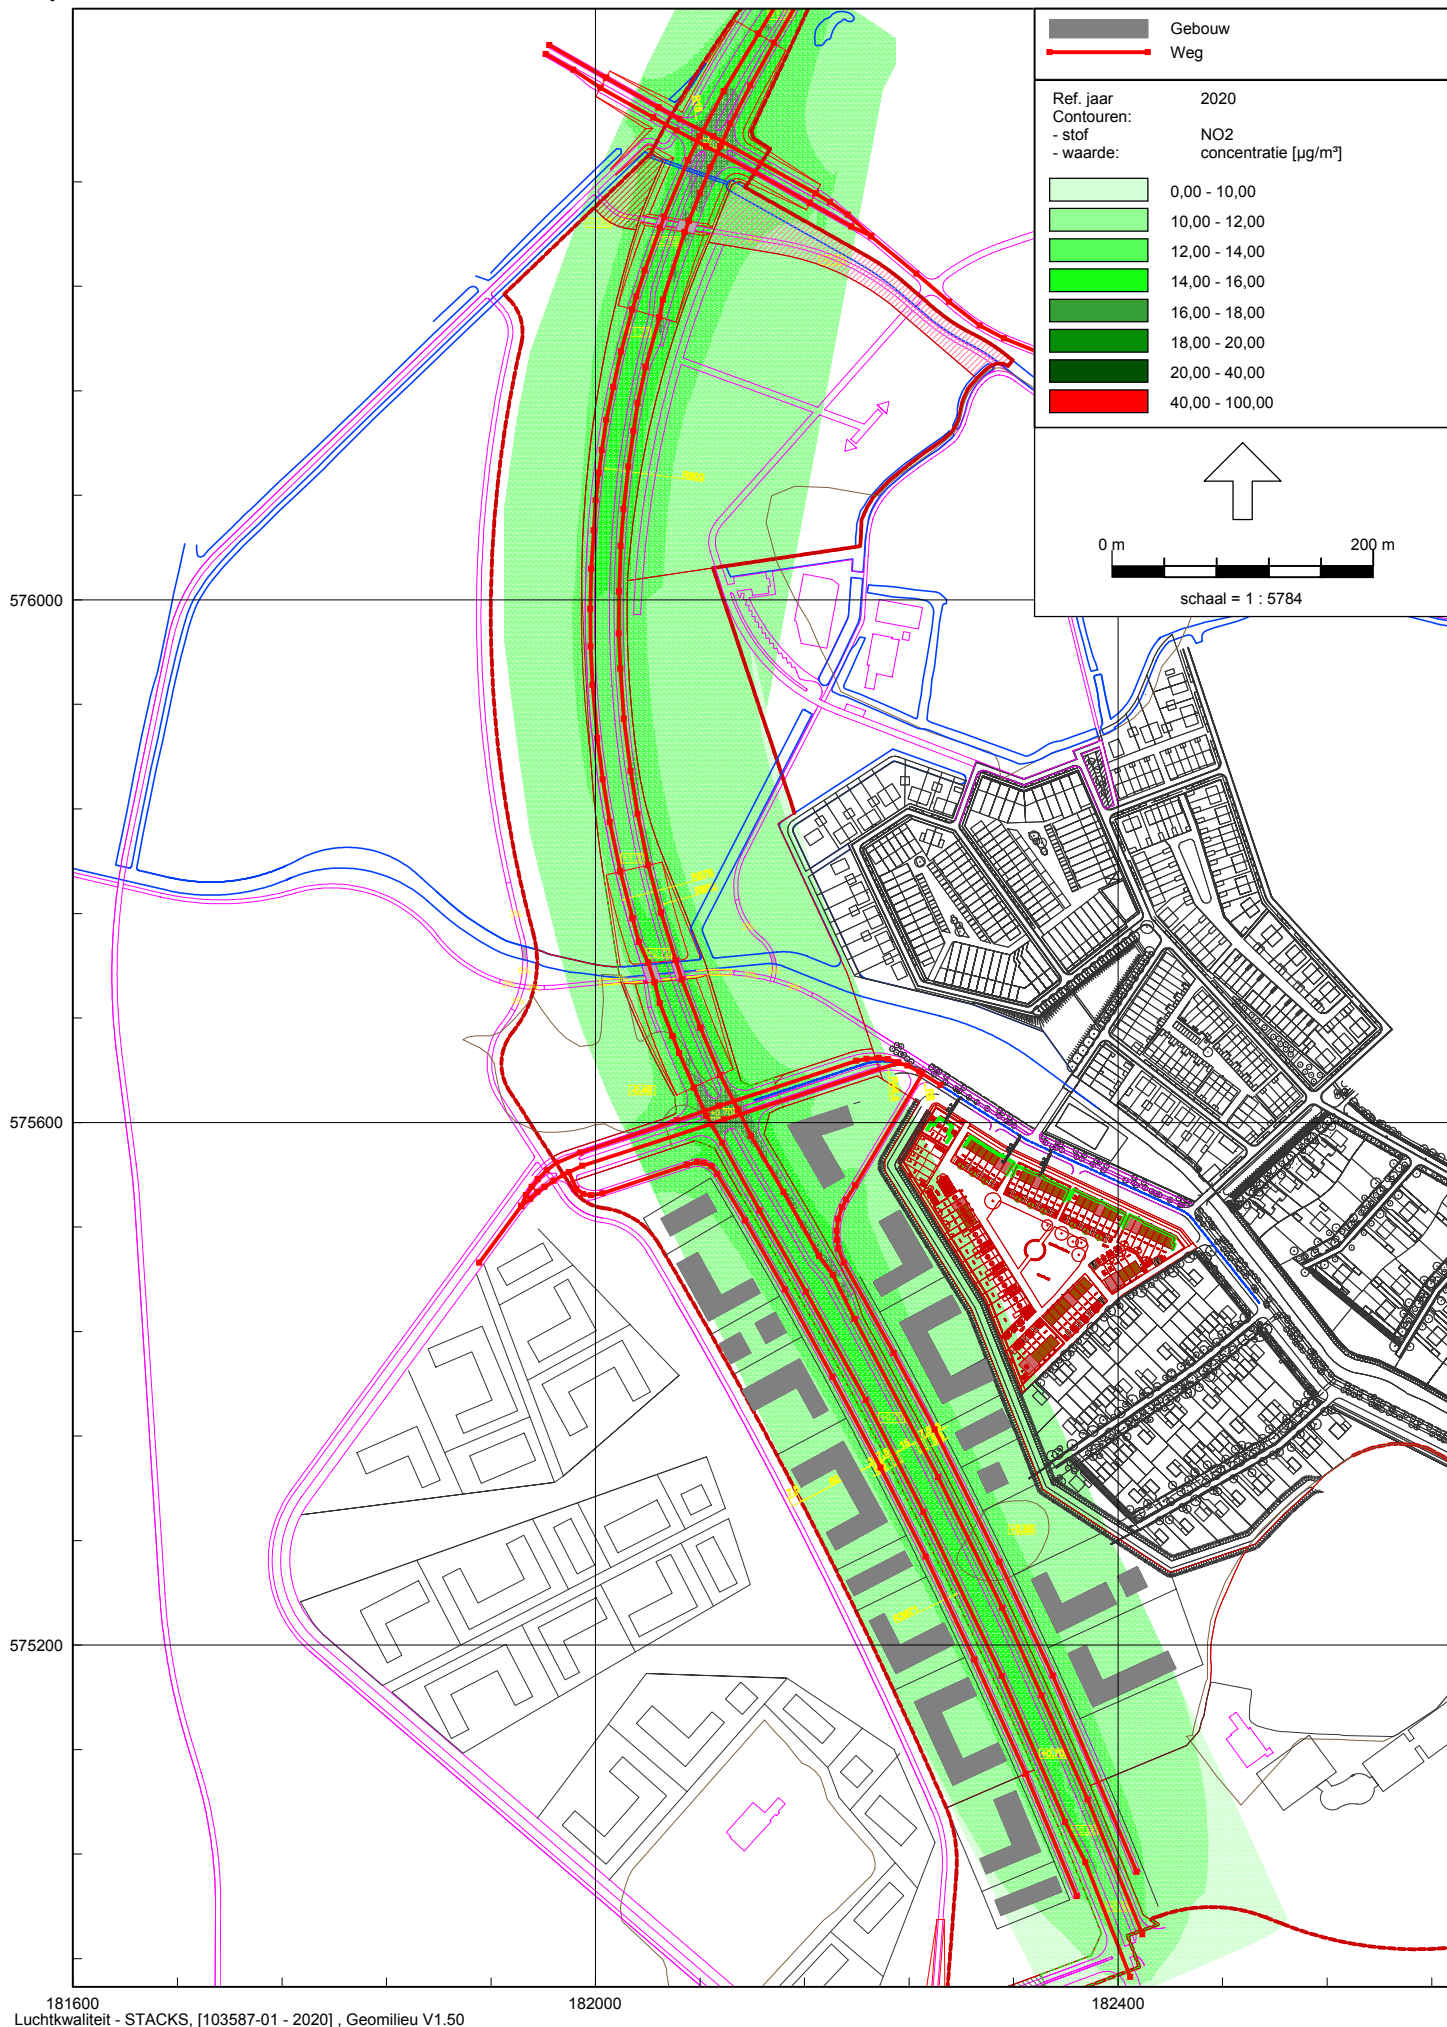 Gebouw
Weg
Ref. jaar 2020
Contouren:
- stof NO2
- waarde: concentratie [µg/m³]
0,00 - 10,00
10,00 - 12,00
12,00 - 14,00
14,00 - 16,00
16,00 - 18,00
18,00 - 20,00
20,00 - 40,00
40,00 - 100,00
0 m 200 m
schaal = 1 : 5784
576000
575600
575200
181600 182000 182400
Luchtkwaliteit - STACKS, [103587-01 - 2020] , Geomilieu V1.50